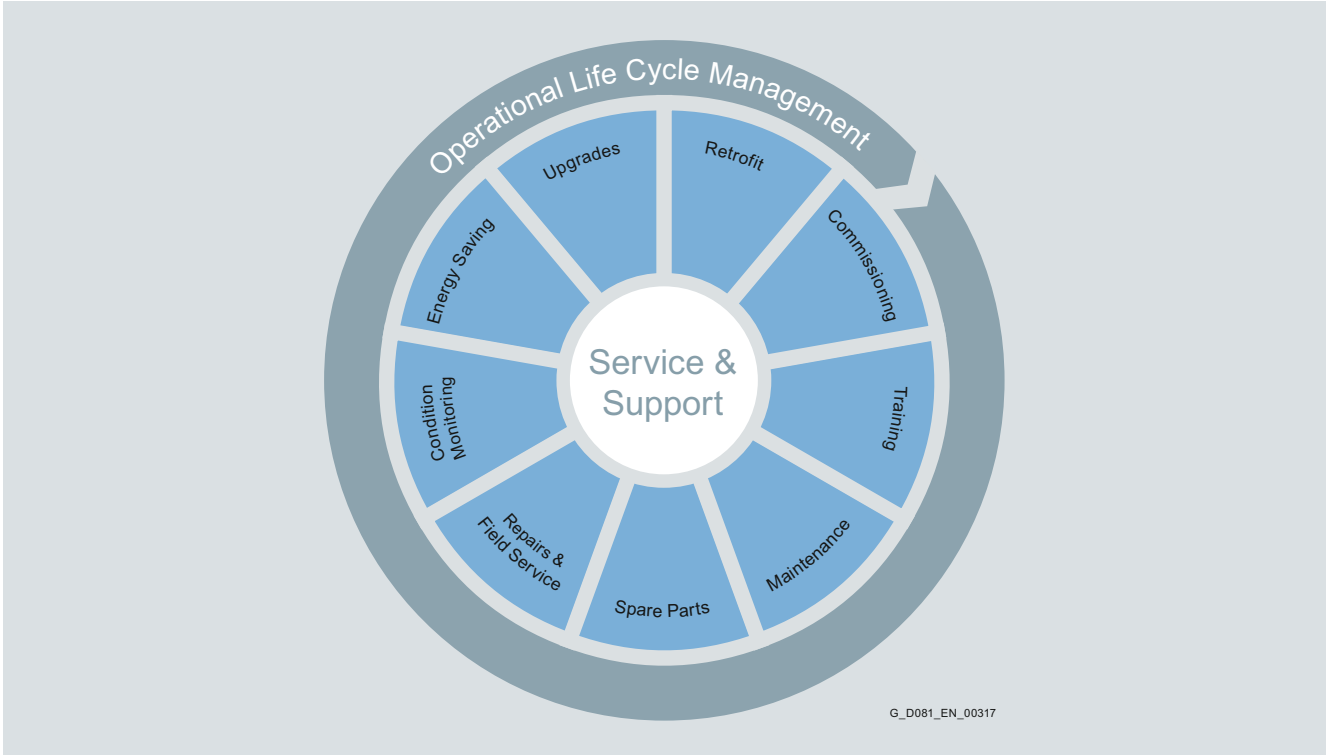 Operational Life Cycle Management
Upgrades
Retrofit
Commissioning
Training
Maintenance
Spare Parts
Repairs &
Field Service
Condition
Monitoring
Energy Saving
Service &
Support
G_D081_EN_00317